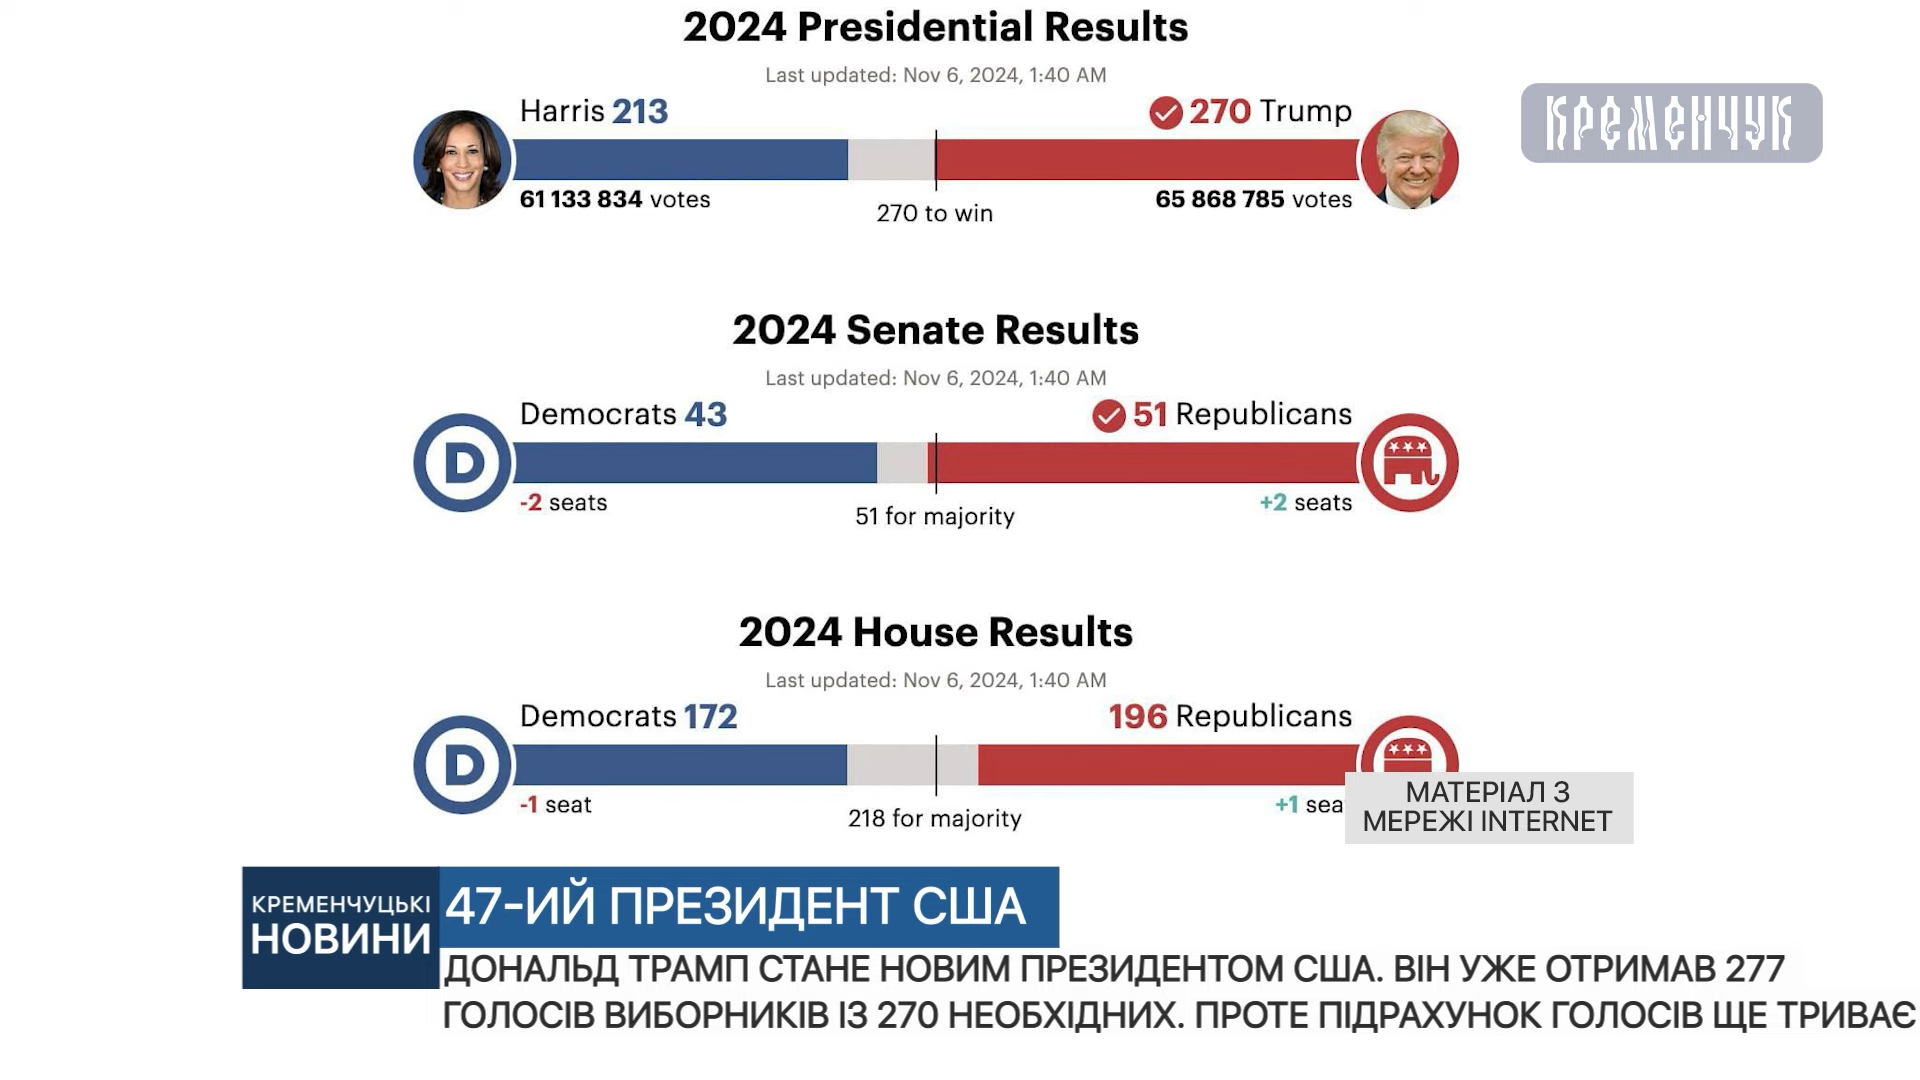 2024 Presidential Results
Last updated: Nov 6, 2024, 1:40 AM
КРЕМЕНЧУК
Harris 213
270 Trump
61 133 834 votes
65 868 785 votes
270 to win
2024 Senate Results
Last updated: Nov 6, 2024, 1:40 AM
Democrats 43
51 Republicans
D
-2 seats
+2 seats
51 for majority
2024 House Results
Last updated: Nov 6, 2024, 1:40 AM
Democrats 172
196 Republicans
D
-1 seat
+1 sea
218 for majority
МАТЕРІАЛ З
МЕРЕЖІ INTERNET
КРЕМЕНЧУЦЬКІ
НОВИНИ
47-ИЙ ПРЕЗИДЕНТ США
ДОНАЛЬД ТРАМП СТАНЕ НОВИМ ПРЕЗИДЕНТОМ США. ВІН УЖЕ ОТРИМАВ 277
ГОЛОСІВ ВИБОРНИКІВ ІЗ 270 НЕОБХІДНИХ. ПРОТЕ ПІДРАХУНОК ГОЛОСІВ ЩЕ ТРИВАЄ